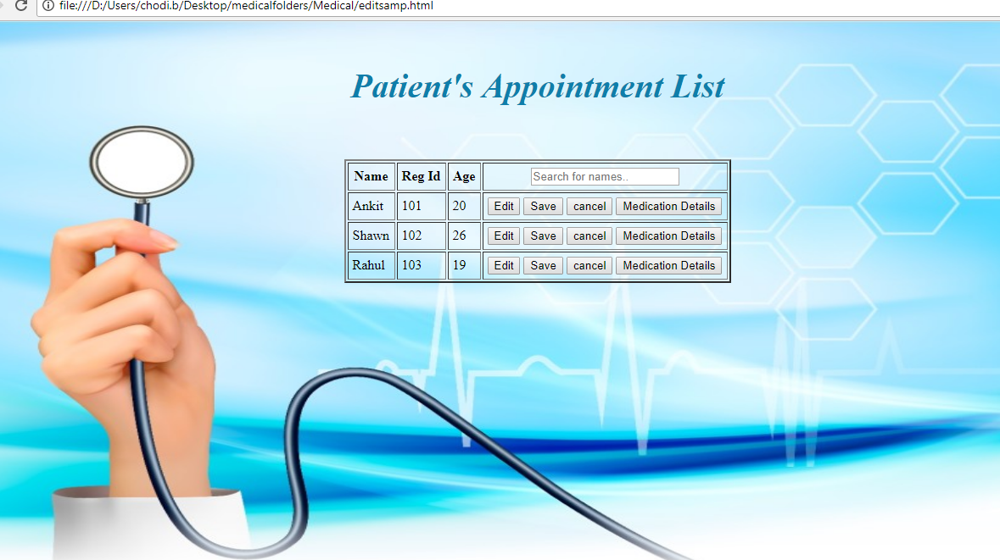 file:///D:/Users/chodi.b/Desktop/medicalfolders/Medical/editsamp.html
Patient's Appointment List
Name Reg Id Age Search for names..
Ankit 101 20 Edit Save cancel Medication Details
Shawn 102 26 Edit Save cancel Medication Details
Rahul 103 19 Edit Save cancel Medication Details